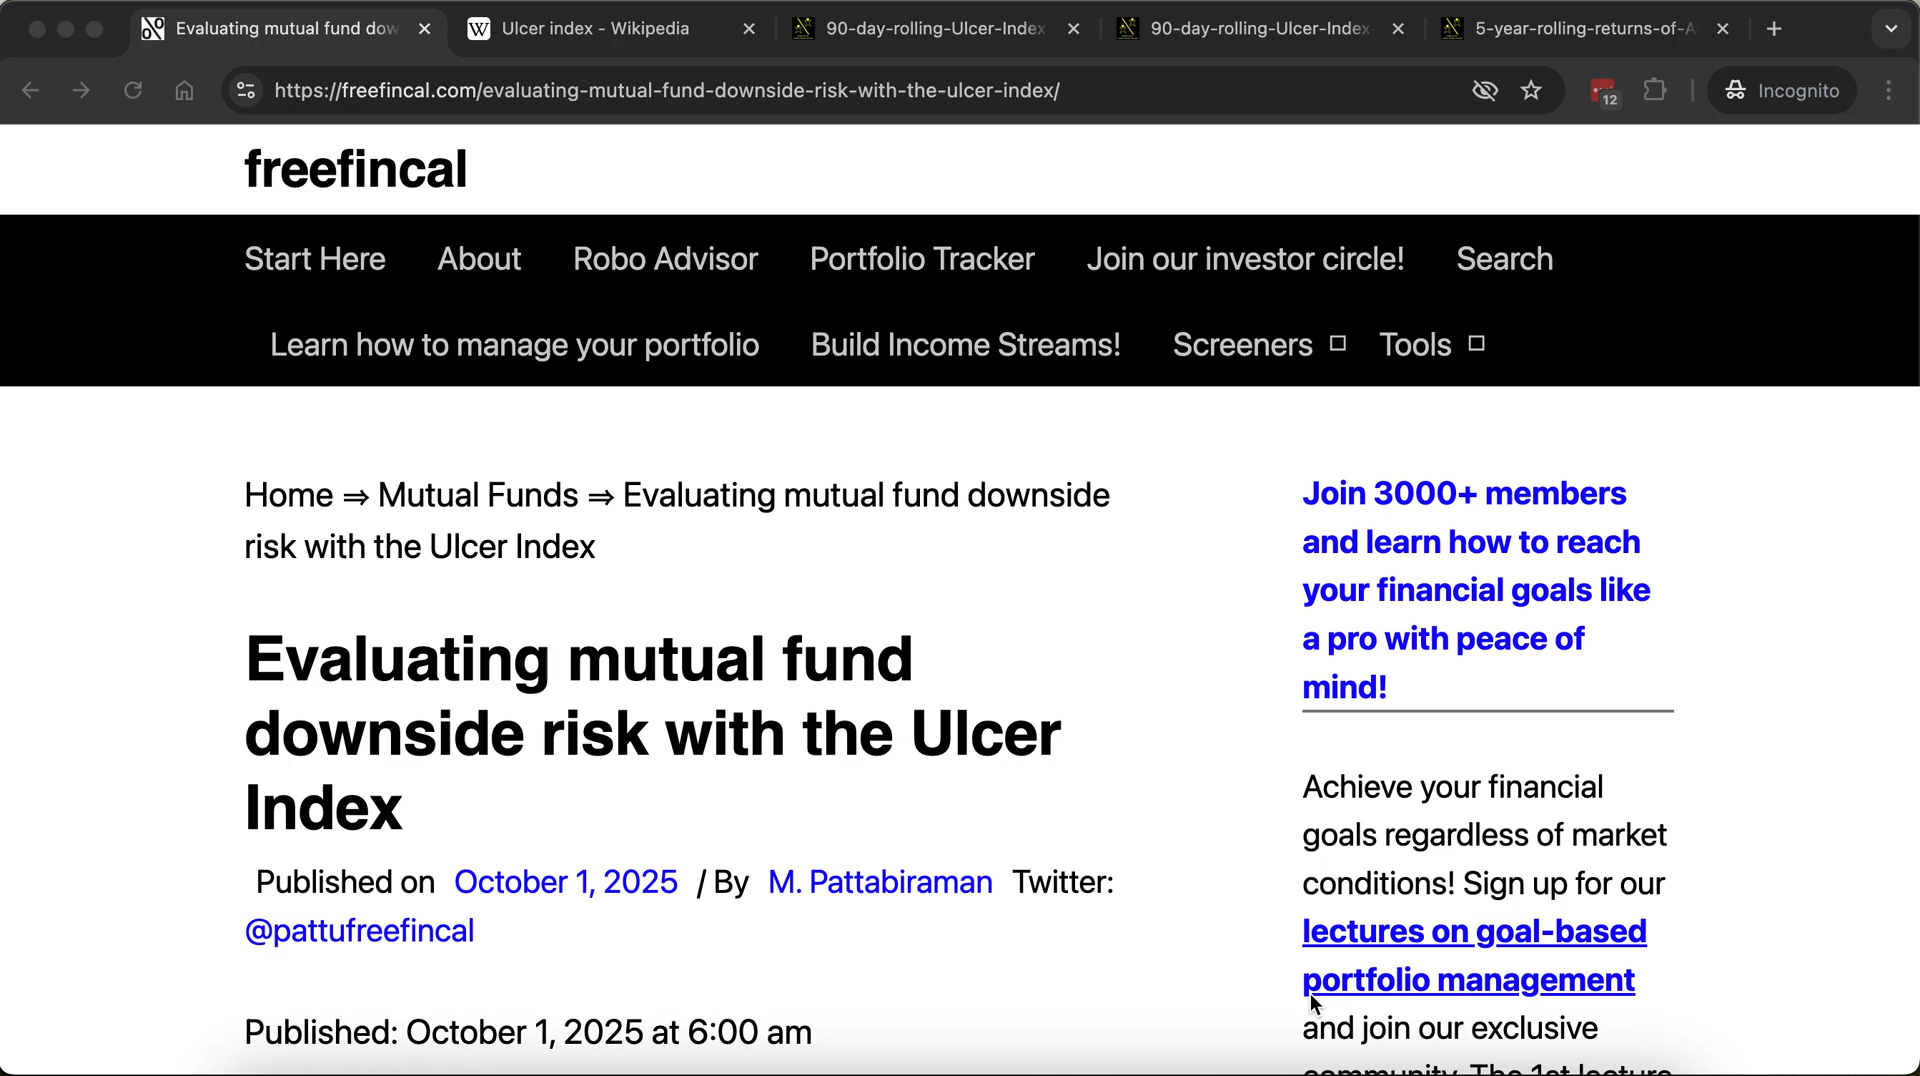 Evaluating mutual fund dow
Ulcer index - Wikipedia
90-day-rolling-Ulcer-Index
90-day-rolling-Ulcer-Index
5-year-rolling-returns-of-A
https://freefincal.com/evaluating-mutual-fund-downside-risk-with-the-ulcer-index/
12
Incognito
freefincal
Start Here About Robo Advisor Portfolio Tracker Join our investor circle! Search
Learn how to manage your portfolio Build Income Streams! Screeners Tools
Home ⇒ Mutual Funds ⇒ Evaluating mutual fund downside
risk with the Ulcer Index
Evaluating mutual fund
downside risk with the Ulcer
Index
Published on October 1, 2025 / By M. Pattabiraman Twitter:
@pattufreefincal
Published: October 1, 2025 at 6:00 am
Join 3000+ members
and learn how to reach
your financial goals like
a pro with peace of
mind!
Achieve your financial
goals regardless of market
conditions! Sign up for our
lectures on goal-based
portfolio management
and join our exclusive
community. The 1st lecture